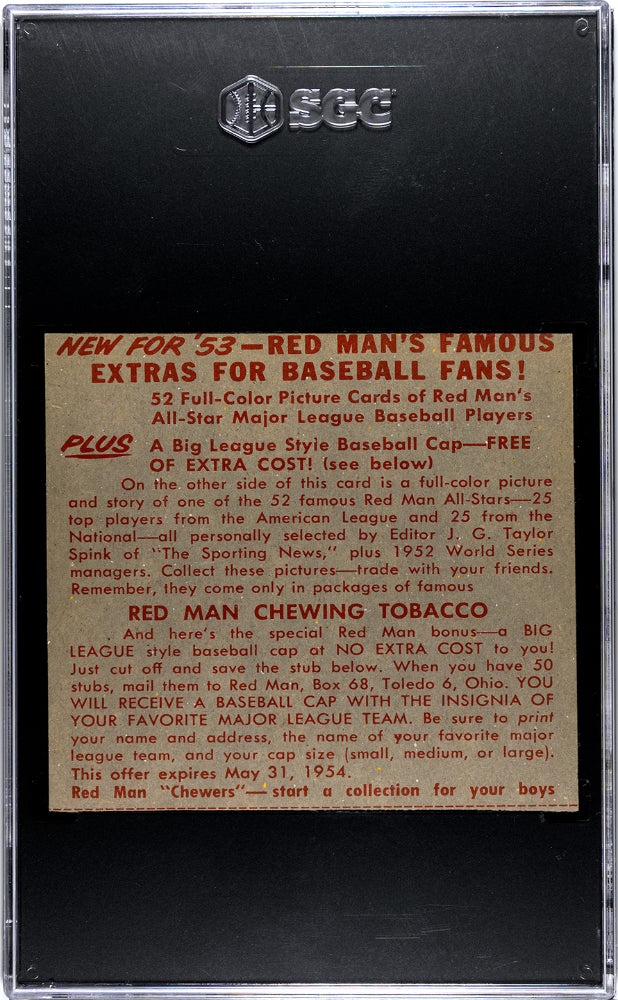 SGC
NEW FOR '53—RED MAN'S FAMOUS
EXTRAS FOR BASEBALL FANS!
52 Full-Color Picture Cards of Red Man's
All-Star Major League Baseball Players
PLUS A Big League Style Baseball Cap—FREE
OF EXTRA COST! (see below)
On the other side of this card is a full-color picture
and story of one of the 52 famous Red Man All-Stars—25
top players from the American League and 25 from the
National—all personally selected by Editor J. G. Taylor
Spink of "The Sporting News," plus 1952 World Series
managers. Collect these pictures—trade with your friends.
Remember, they come only in packages of famous
RED MAN CHEWING TOBACCO
And here's the special Red Man bonus—a BIG
LEAGUE style baseball cap at NO EXTRA COST to you!
Just cut off and save the stub below. When you have 50
stubs, mail them to Red Man, Box 68, Toledo 6, Ohio. YOU
WILL RECEIVE A BASEBALL CAP WITH THE INSIGNIA OF
YOUR FAVORITE MAJOR LEAGUE TEAM. Be sure to print
your name and address, the name of your favorite major
league team, and your cap size (small, medium, or large).
This offer expires May 31, 1954.
Red Man "Chewers"—start a collection for your boys